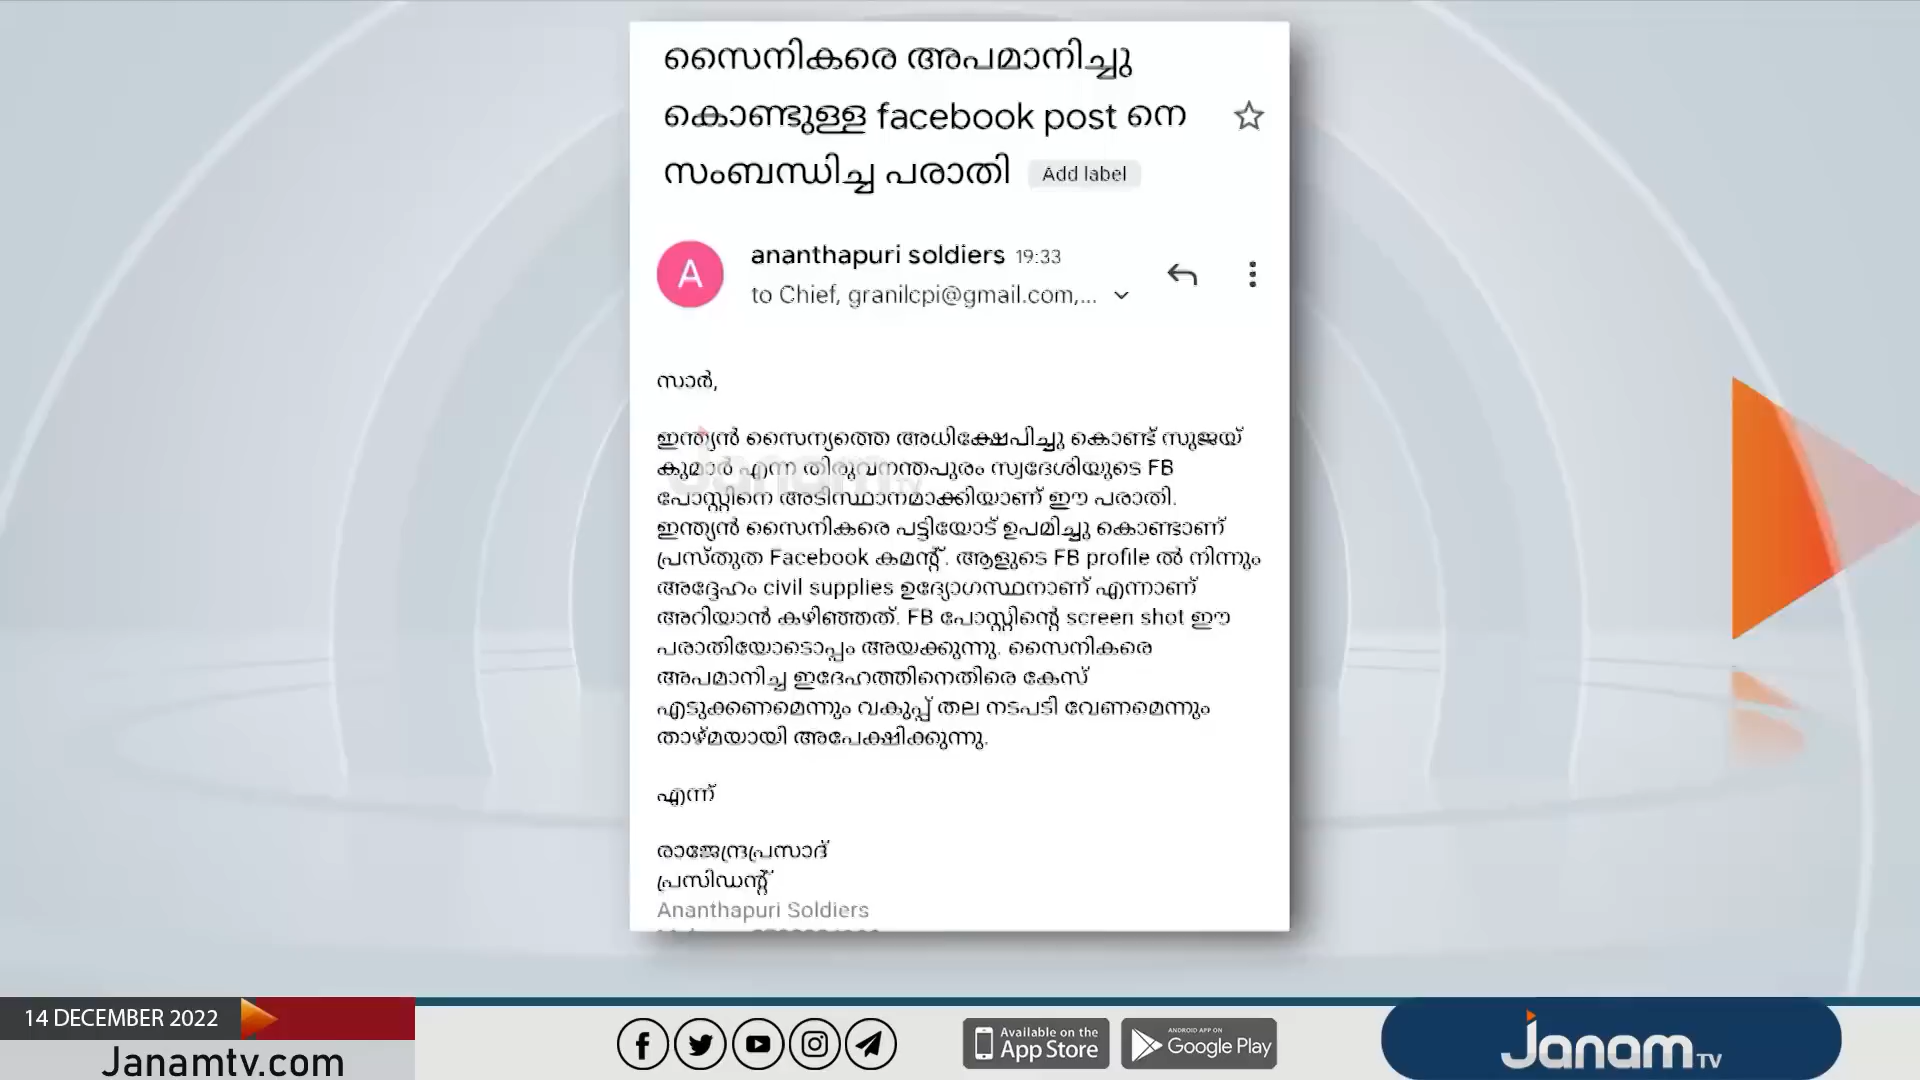 സൈനികരെ അപമാനിച്ചു
കൊണ്ടുള്ള facebook post നെ
സംബന്ധിച്ച പരാതി Add label
A
ananthapuri soldiers 19:33
to Chief, granilcpi@gmail.com,...
സാർ,
ഇന്ത്യൻ സൈന്യത്തെ അധിക്ഷേപിച്ചു കൊണ്ട് സുജയ്
കുമാർ എന്ന തിരുവനന്തപുരം സ്വദേശിയുടെ FB
പോസ്റ്റിനെ അടിസ്ഥാനമാക്കിയാണ് ഈ പരാതി.
ഇന്ത്യൻ സൈനികരെ പട്ടിയോട് ഉപമിച്ചു കൊണ്ടാണ്
പ്രസ്തുത Facebook കമന്റ്. ആളുടെ FB profile ൽ നിന്നും
അദ്ദേഹം civil supplies ഉദ്യോഗസ്ഥനാണ് എന്നാണ്
അറിയാൻ കഴിഞ്ഞത്. FB പോസ്റ്റിന്റെ screen shot ഈ
പരാതിയോടൊപ്പം അയക്കുന്നു. സൈനികരെ
അപമാനിച്ച ഇദേഹത്തിനെതിരെ കേസ്
എടുക്കണമെന്നും വകുപ്പ് തല നടപടി വേണമെന്നും
താഴ്മയായി അപേക്ഷിക്കുന്നു.
എന്ന്
രാജേന്ദ്രപ്രസാദ്
പ്രസിഡന്റ്
Ananthapuri Soldiers
Janam TV
14 DECEMBER 2022
Janamtv.com
Available on the
App Store
ANDROID APP ON
Google Play
Janam TV